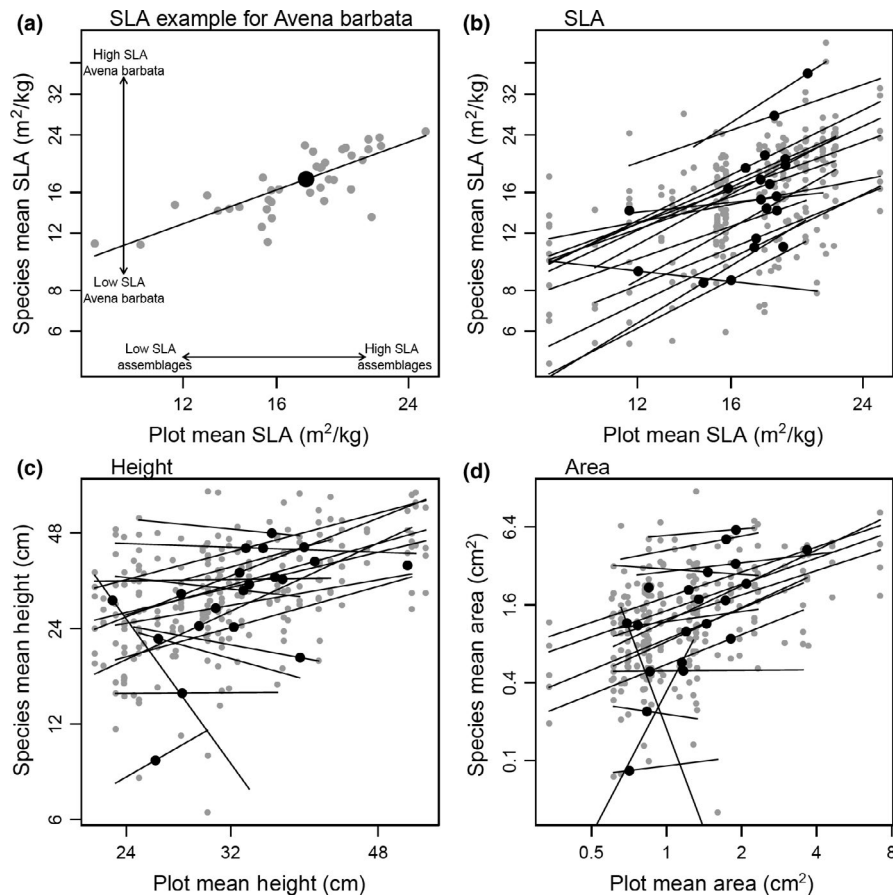 (a) SLA example for Avena barbata
Species mean SLA (m²/kg)
32
24
16
12
8
6
High SLA
Avena barbata
Low SLA
Avena barbata
Low SLA
assemblages
High SLA
assemblages
12 16 24
Plot mean SLA (m²/kg)
(b) SLA
Species mean SLA (m²/kg)
32
24
16
12
8
6
12 16 24
Plot mean SLA (m²/kg)
(c) Height
Species mean height (cm)
48
24
12
6
24 32 48
Plot mean height (cm)
(d) Area
Species mean area (cm²)
6.4
1.6
0.4
0.1
0.5 1 2 4 8
Plot mean area (cm²)